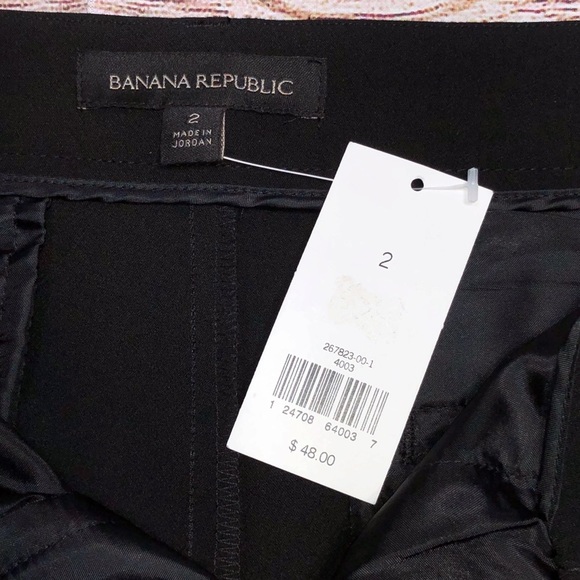 BANANA REPUBLIC
2
MADE IN
JORDAN
2
267823-00-1
4003
1 24708 64003 7
$ 48.00